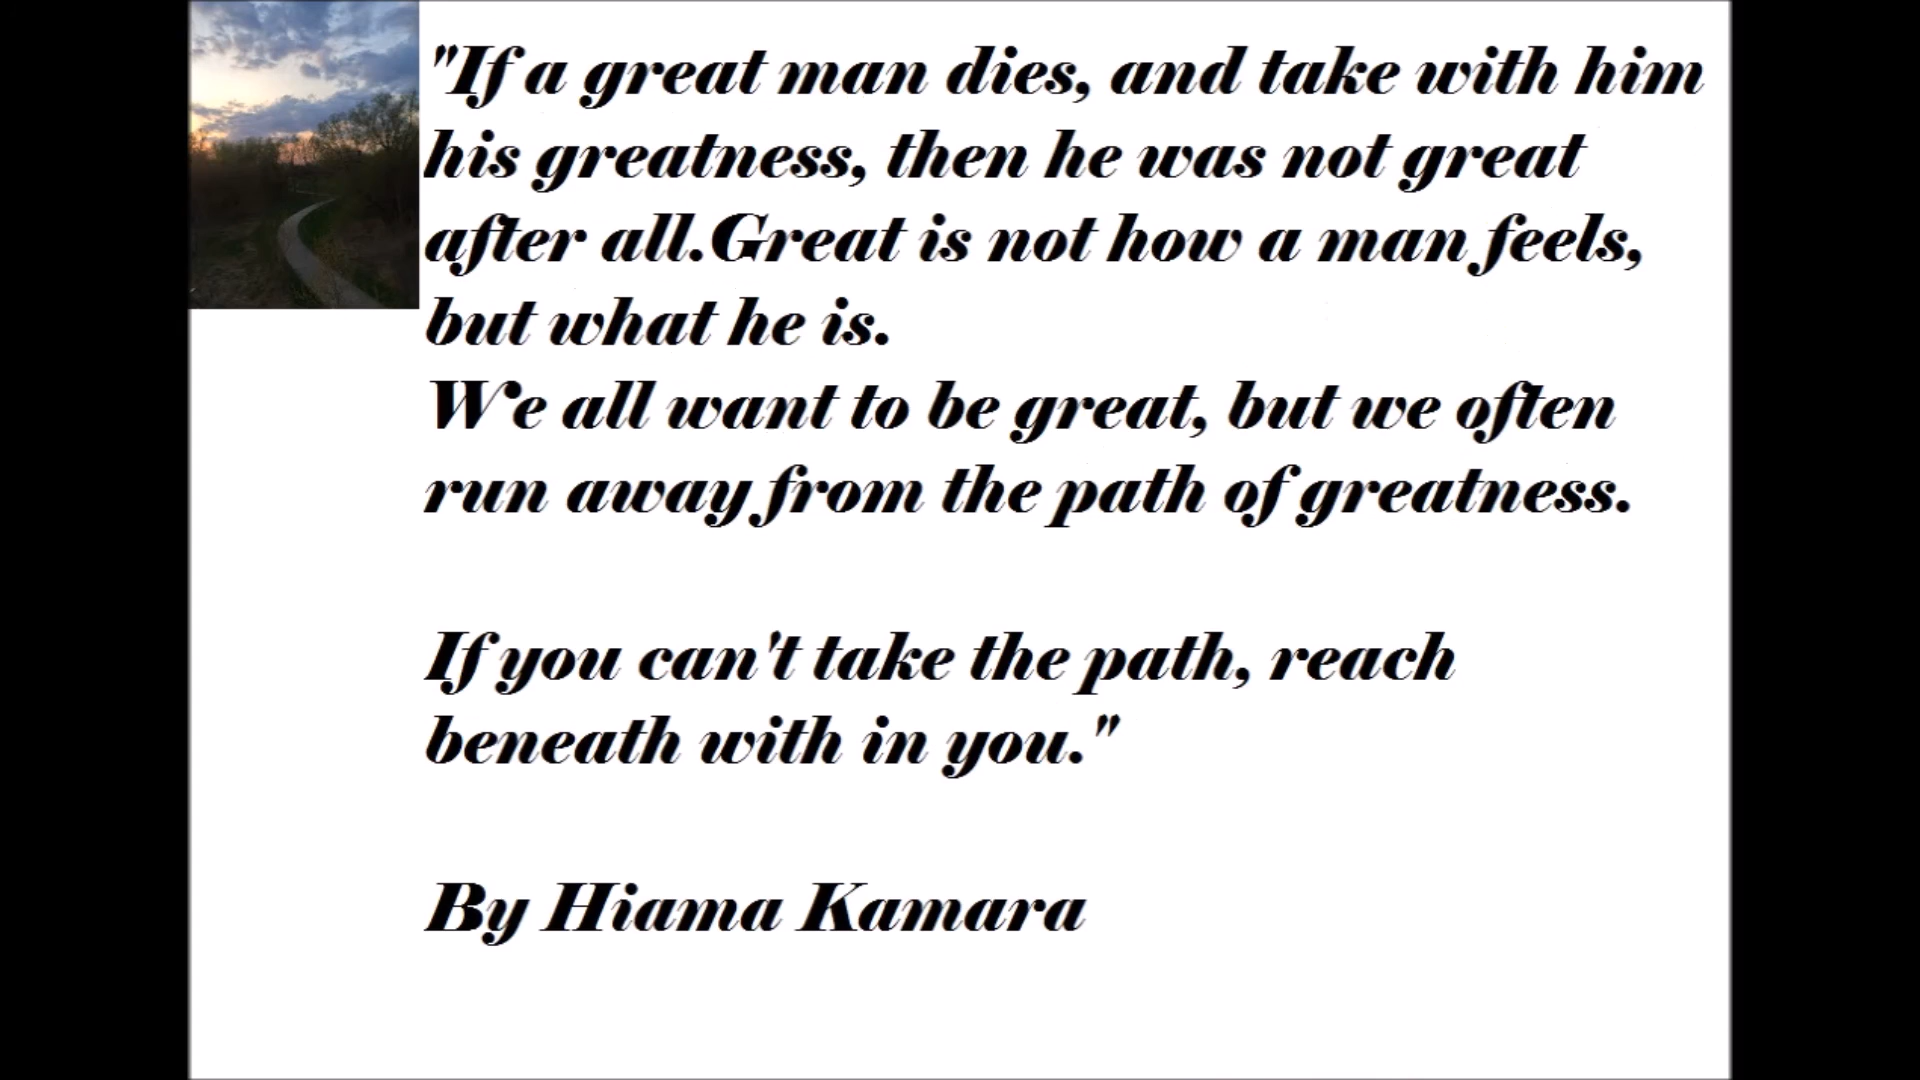 "If a great man dies, and take with him
his greatness, then he was not great
after all.Great is not how a man feels,
but what he is.
We all want to be great, but we often
run away from the path of greatness.
If you can't take the path, reach
beneath with in you."
By Hiama Kamara